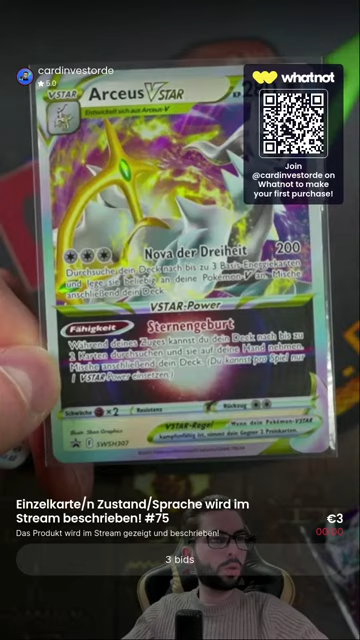 cardinvestorde
★ 5.0
whatnot
Join
@cardinvestorde on
Whatnot to make
your first purchase!
VSTAR
Arceus VSTAR
Entwickelt sich aus Arceus-V
Nova der Dreiheit 200
Durchsuche dein Deck nach bis zu 3 Basis-Energiekarten
und lege sie beliebig an deine Pokémon-V an. Mische
anschließend dein Deck.
VSTAR-Power
Fähigkeit Sternengeburt
Während deines Zuges kannst du dein Deck nach bis zu
2 Karten durchsuchen und sie auf deine Hand nehmen.
Mische anschließend dein Deck. (Du kannst pro Spiel nur
1 VSTAR-Power einsetzen.)
Schwäche ×2 Resistenz Rückzug
VSTAR-Regel Wenn dein Pokémon-VSTAR
kampfunfähig ist, nimmt dein Gegner 2 Preiskarten.
SWSH307
Einzelkarte/n Zustand/Sprache wird im
Stream beschrieben! #75
€3
Das Produkt wird im Stream gezeigt und beschrieben!
00:00
3 bids